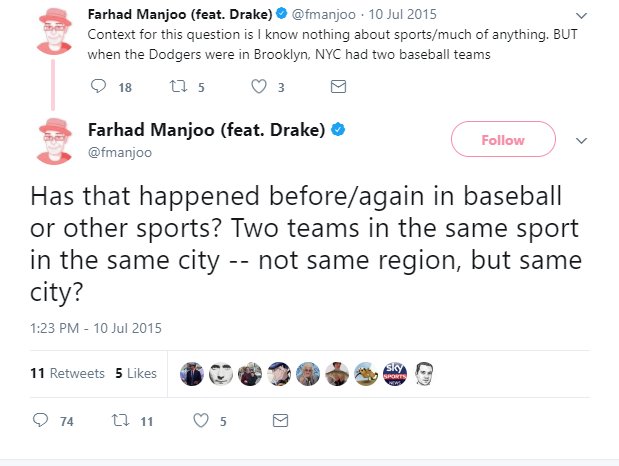 Farhad Manjoo (feat. Drake) @fmanjoo · 10 Jul 2015
Context for this question is I know nothing about sports/much of anything. BUT
when the Dodgers were in Brooklyn, NYC had two baseball teams
18 5 3
Farhad Manjoo (feat. Drake)
@fmanjoo
Follow
Has that happened before/again in baseball
or other sports? Two teams in the same sport
in the same city -- not same region, but same
city?
1:23 PM - 10 Jul 2015
11 Retweets 5 Likes
sky
SPORTS
NEWS
74 11 5